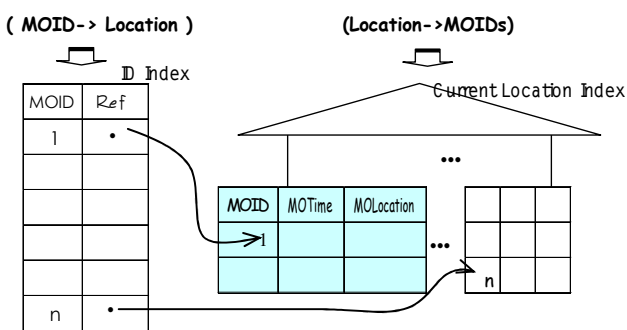 ( MOID-> Location )
(Location->MOIDs)
ID Index
Current Location Index
MOID Ref
1 •
•••
MOID MOTime MOLocation
1
•••
n
n •